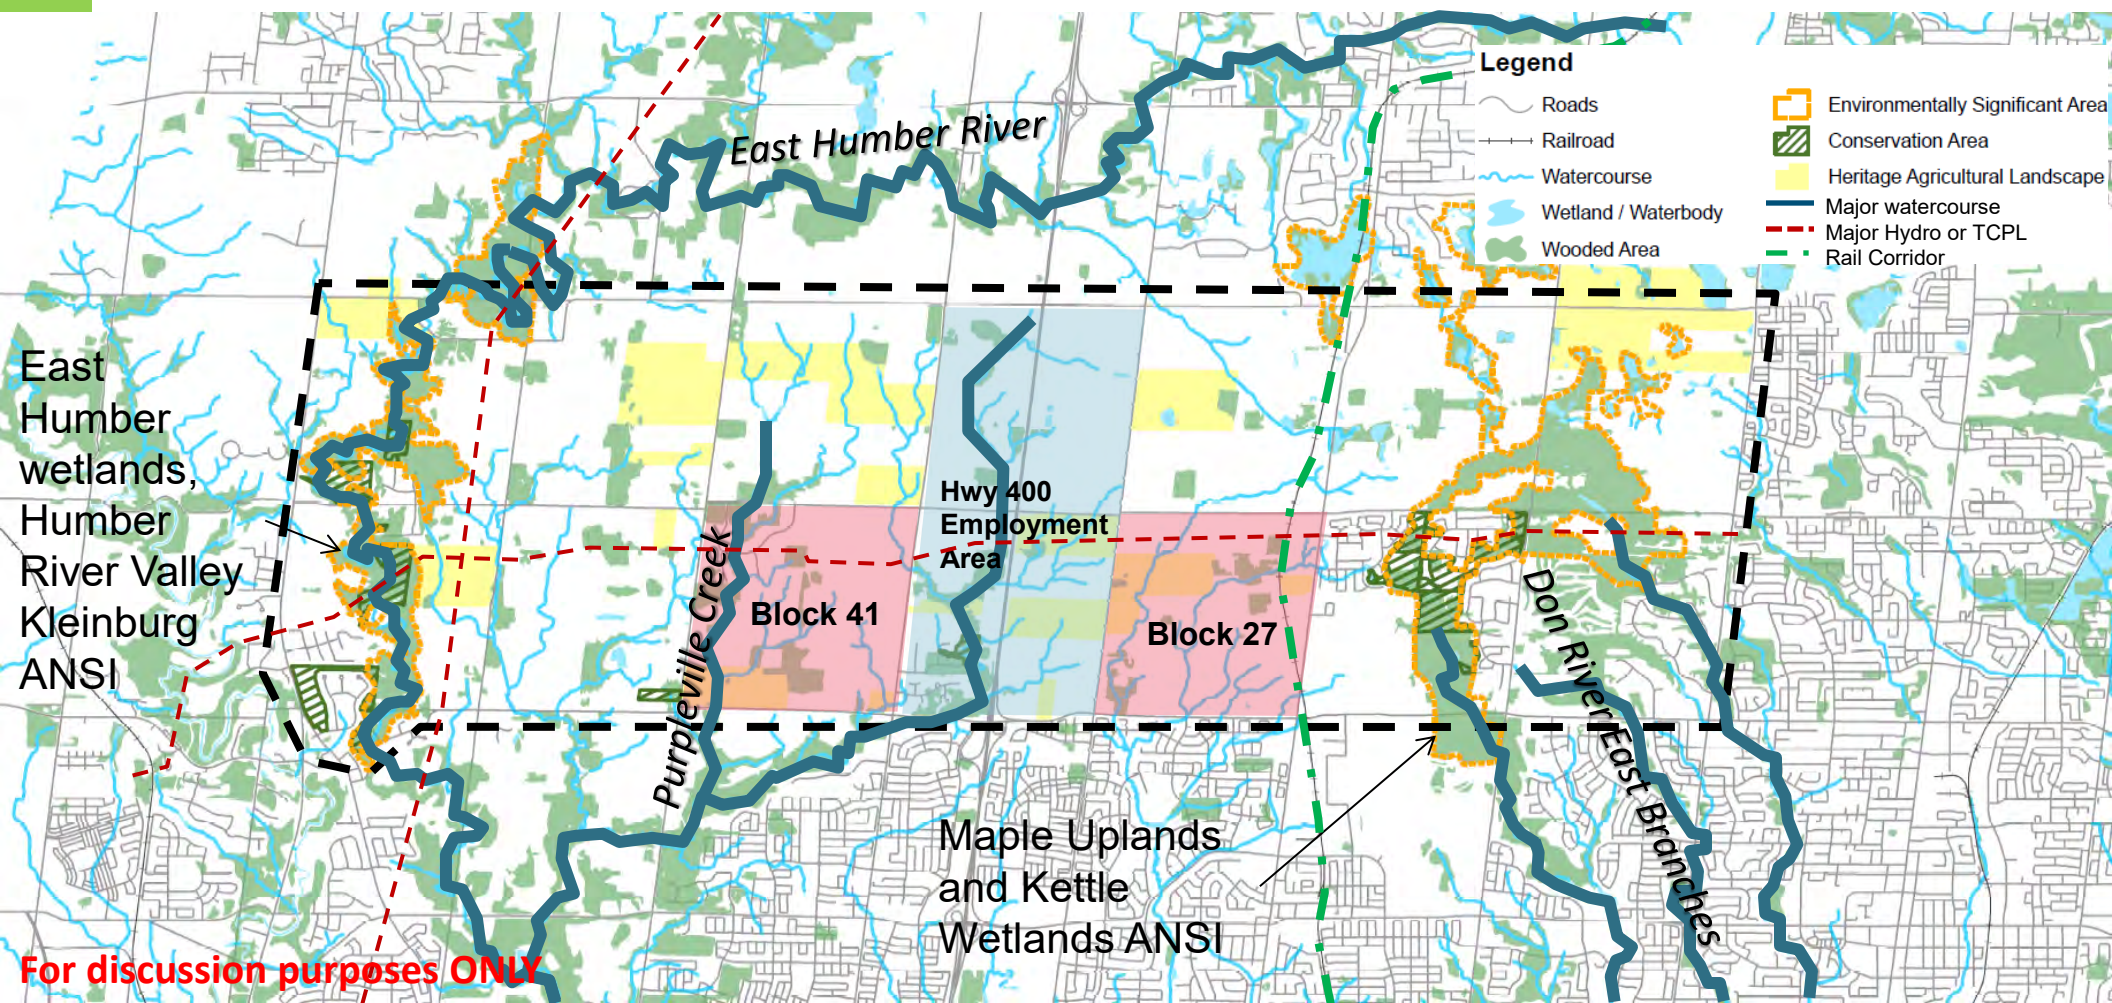 East Humber River
Legend
Roads
Railroad
Watercourse
Wetland / Waterbody
Wooded Area
Environmentally Significant Area
Conservation Area
Heritage Agricultural Landscape
Major watercourse
Major Hydro or TCPL
Rail Corridor
East
Humber
wetlands,
Humber
River Valley
Kleinburg
ANSI
Hwy 400
Employment
Area
Purpleville Creek
Block 41
Block 27
Don River East Branches
Maple Uplands
and Kettle
Wetlands ANSI
For discussion purposes ONLY